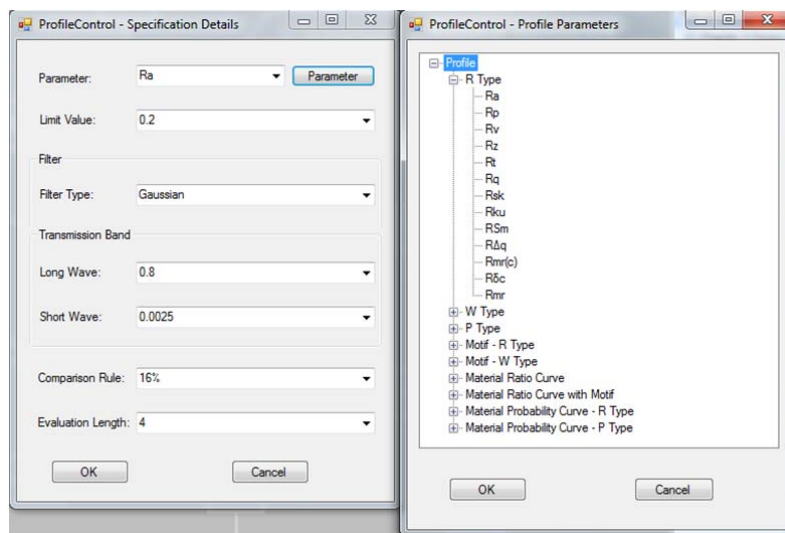 ProfileControl - Specification Details
Parameter:
Ra
Parameter
Limit Value:
0.2
Filter
Filter Type:
Gaussian
Transmission Band
Long Wave:
0.8
Short Wave:
0.0025
Comparison Rule:
16%
Evaluation Length:
4
OK
Cancel
ProfileControl - Profile Parameters
Profile
R Type
Ra
Rp
Rv
Rz
Rt
Rq
Rsk
Rku
RSm
RΔq
Rmr(c)
Rδc
Rmr
W Type
P Type
Motif - R Type
Motif - W Type
Material Ratio Curve
Material Ratio Curve with Motif
Material Probability Curve - R Type
Material Probability Curve - P Type
OK
Cancel